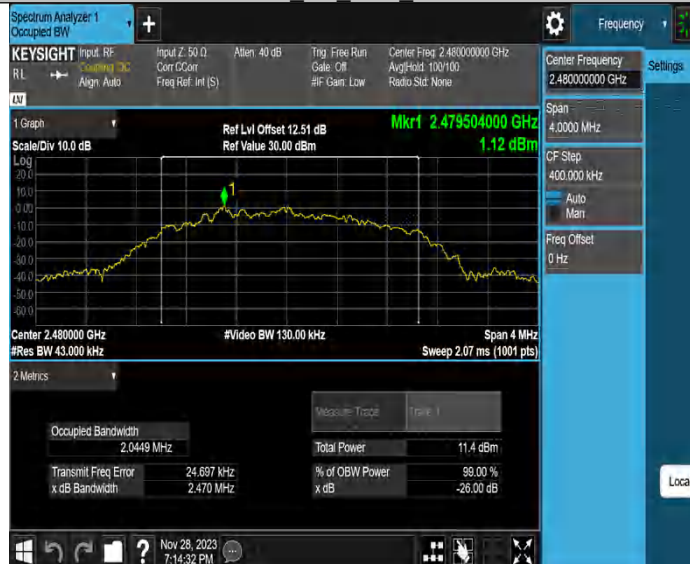 Spectrum Analyzer 1
Occupied BW
+
Frequency
KEYSIGHT
RL
Input: RF
Coupling: DC
Align: Auto
Input Z: 50 Ω
Corr CCorr
Freq Ref: Int (S)
Atten: 40 dB
Trig: Free Run
Gate: Off
#IF Gain: Low
Center Freq: 2.480000000 GHz
Avg|Hold: 100/100
Radio Std: None
Center Frequency
2.480000000 GHz
Settings
Span
4.0000 MHz
CF Step
400.000 kHz
Auto
Man
Freq Offset
0 Hz
1 Graph
Scale/Div 10.0 dB
Ref Lvl Offset 12.51 dB
Ref Value 30.00 dBm
Mkr1 2.479504000 GHz
1.12 dBm
Log
20.0
10.0
0.00
-10.0
-20.0
-30.0
-40.0
-50.0
-60.0
1
Center 2.480000 GHz
#Video BW 130.00 kHz
Span 4 MHz
#Res BW 43.000 kHz
Sweep 2.07 ms (1001 pts)
2 Metrics
Measure Trace
Trace 1
Occupied Bandwidth
2.0449 MHz
Total Power
11.4 dBm
Transmit Freq Error
24.697 kHz
% of OBW Power
99.00 %
x dB Bandwidth
2.470 MHz
x dB
-26.00 dB
Loca
?
Nov 28, 2023
7:14:32 PM